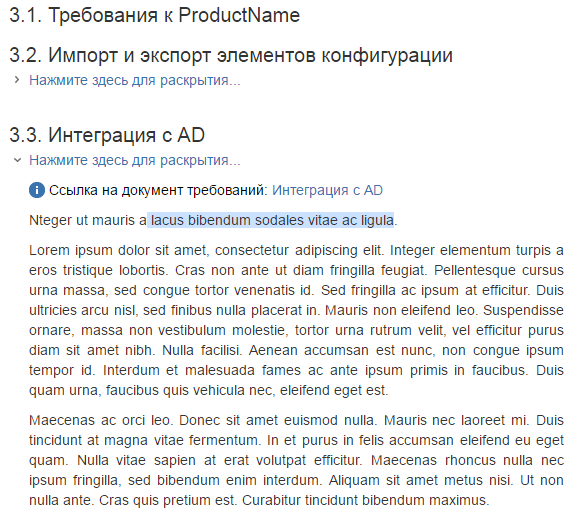 3.1. Требования к ProductName
3.2. Импорт и экспорт элементов конфигурации
Нажмите здесь для раскрытия...
3.3. Интеграция с AD
Нажмите здесь для раскрытия...
Ссылка на документ требований: Интеграция с AD
Nteger ut mauris a lacus bibendum sodales vitae ac ligula.
Lorem ipsum dolor sit amet, consectetur adipiscing elit. Integer elementum turpis a
eros tristique lobortis. Cras non ante ut diam fringilla feugiat. Pellentesque cursus
urna massa, sed congue tortor venenatis id. Sed fringilla ac ipsum at efficitur. Duis
ultricies arcu nisl, sed finibus nulla placerat in. Mauris non eleifend leo. Suspendisse
ornare, massa non vestibulum molestie, tortor urna rutrum velit, vel efficitur purus
diam sit amet nibh. Nulla facilisi. Aenean accumsan est nunc, non congue ipsum
tempor id. Interdum et malesuada fames ac ante ipsum primis in faucibus. Duis
quam urna, faucibus quis vehicula nec, eleifend eget est.
Maecenas ac orci leo. Donec sit amet euismod nulla. Mauris nec laoreet mi. Duis
tincidunt at magna vitae fermentum. In et purus in felis accumsan eleifend eu eget
quam. Nulla vitae sapien at erat volutpat efficitur. Maecenas rhoncus nulla nec
ipsum fringilla, sed bibendum enim interdum. Aliquam sit amet metus nisi. Ut non
nulla ante. Cras quis pretium est. Curabitur tincidunt bibendum maximus.